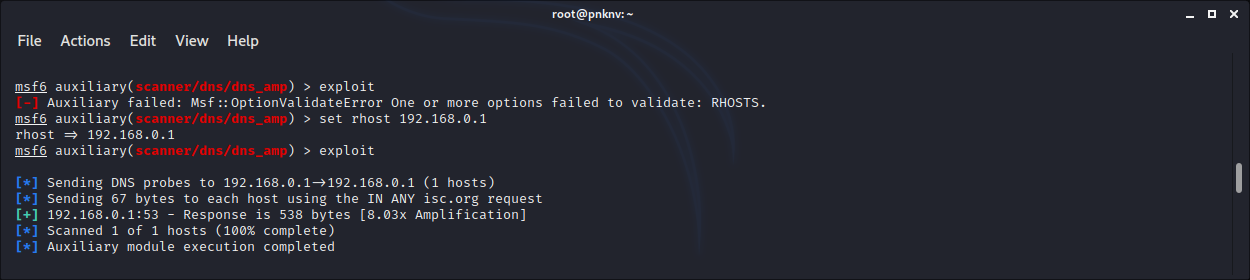 root@pnknv: ~
File Actions Edit View Help
msf6 auxiliary(scanner/dns/dns_amp) > exploit
[-] Auxiliary failed: Msf::OptionValidateError One or more options failed to validate: RHOSTS.
msf6 auxiliary(scanner/dns/dns_amp) > set rhost 192.168.0.1
rhost ⇒ 192.168.0.1
msf6 auxiliary(scanner/dns/dns_amp) > exploit
[*] Sending DNS probes to 192.168.0.1→192.168.0.1 (1 hosts)
[*] Sending 67 bytes to each host using the IN ANY isc.org request
[+] 192.168.0.1:53 - Response is 538 bytes [8.03x Amplification]
[*] Scanned 1 of 1 hosts (100% complete)
[*] Auxiliary module execution completed